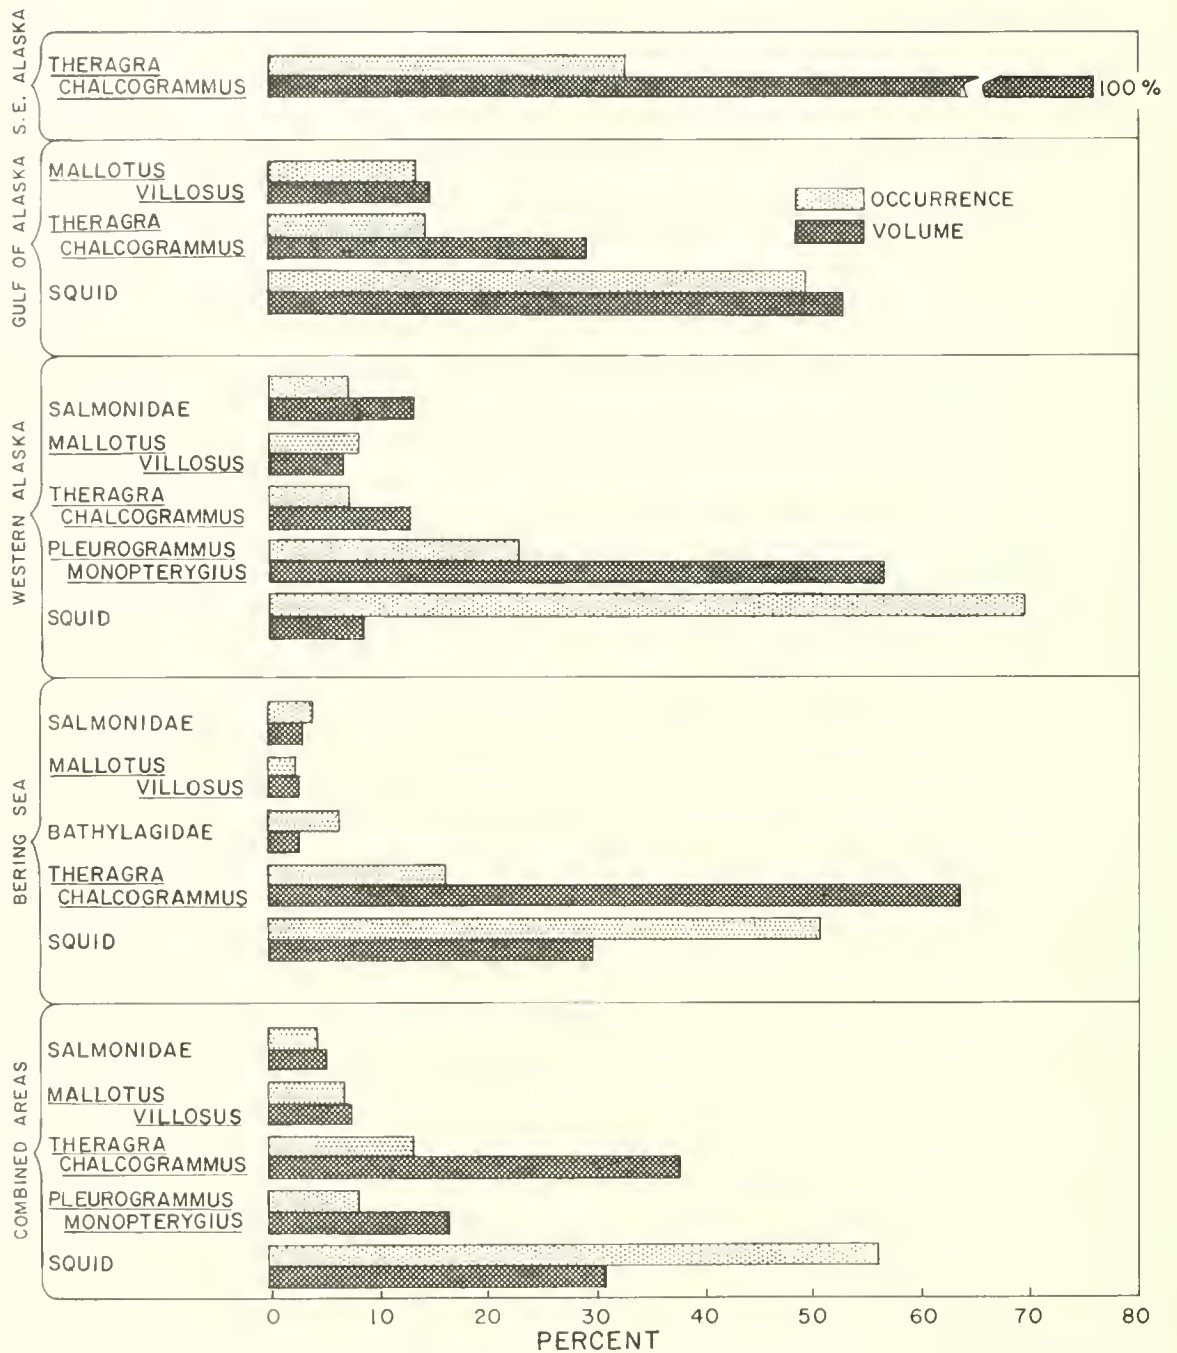 S. E. ALASKA
THERAGRA
CHALCOGRAMMUS
100 %
GULF OF ALASKA
MALLOTUS
VILLOSUS
THERAGRA
CHALCOGRAMMUS
SQUID
OCCURRENCE
VOLUME
WESTERN ALASKA
SALMONIDAE
MALLOTUS
VILLOSUS
THERAGRA
CHALCOGRAMMUS
PLEUROGRAMMUS
MONOPTERYGIUS
SQUID
BERING SEA
SALMONIDAE
MALLOTUS
VILLOSUS
BATHYLAGIDAE
THERAGRA
CHALCOGRAMMUS
SQUID
COMBINED AREAS
SALMONIDAE
MALLOTUS
VILLOSUS
THERAGRA
CHALCOGRAMMUS
PLEUROGRAMMUS
MONOPTERYGIUS
SQUID
0 10 20 30 40 50 60 70 80
PERCENT